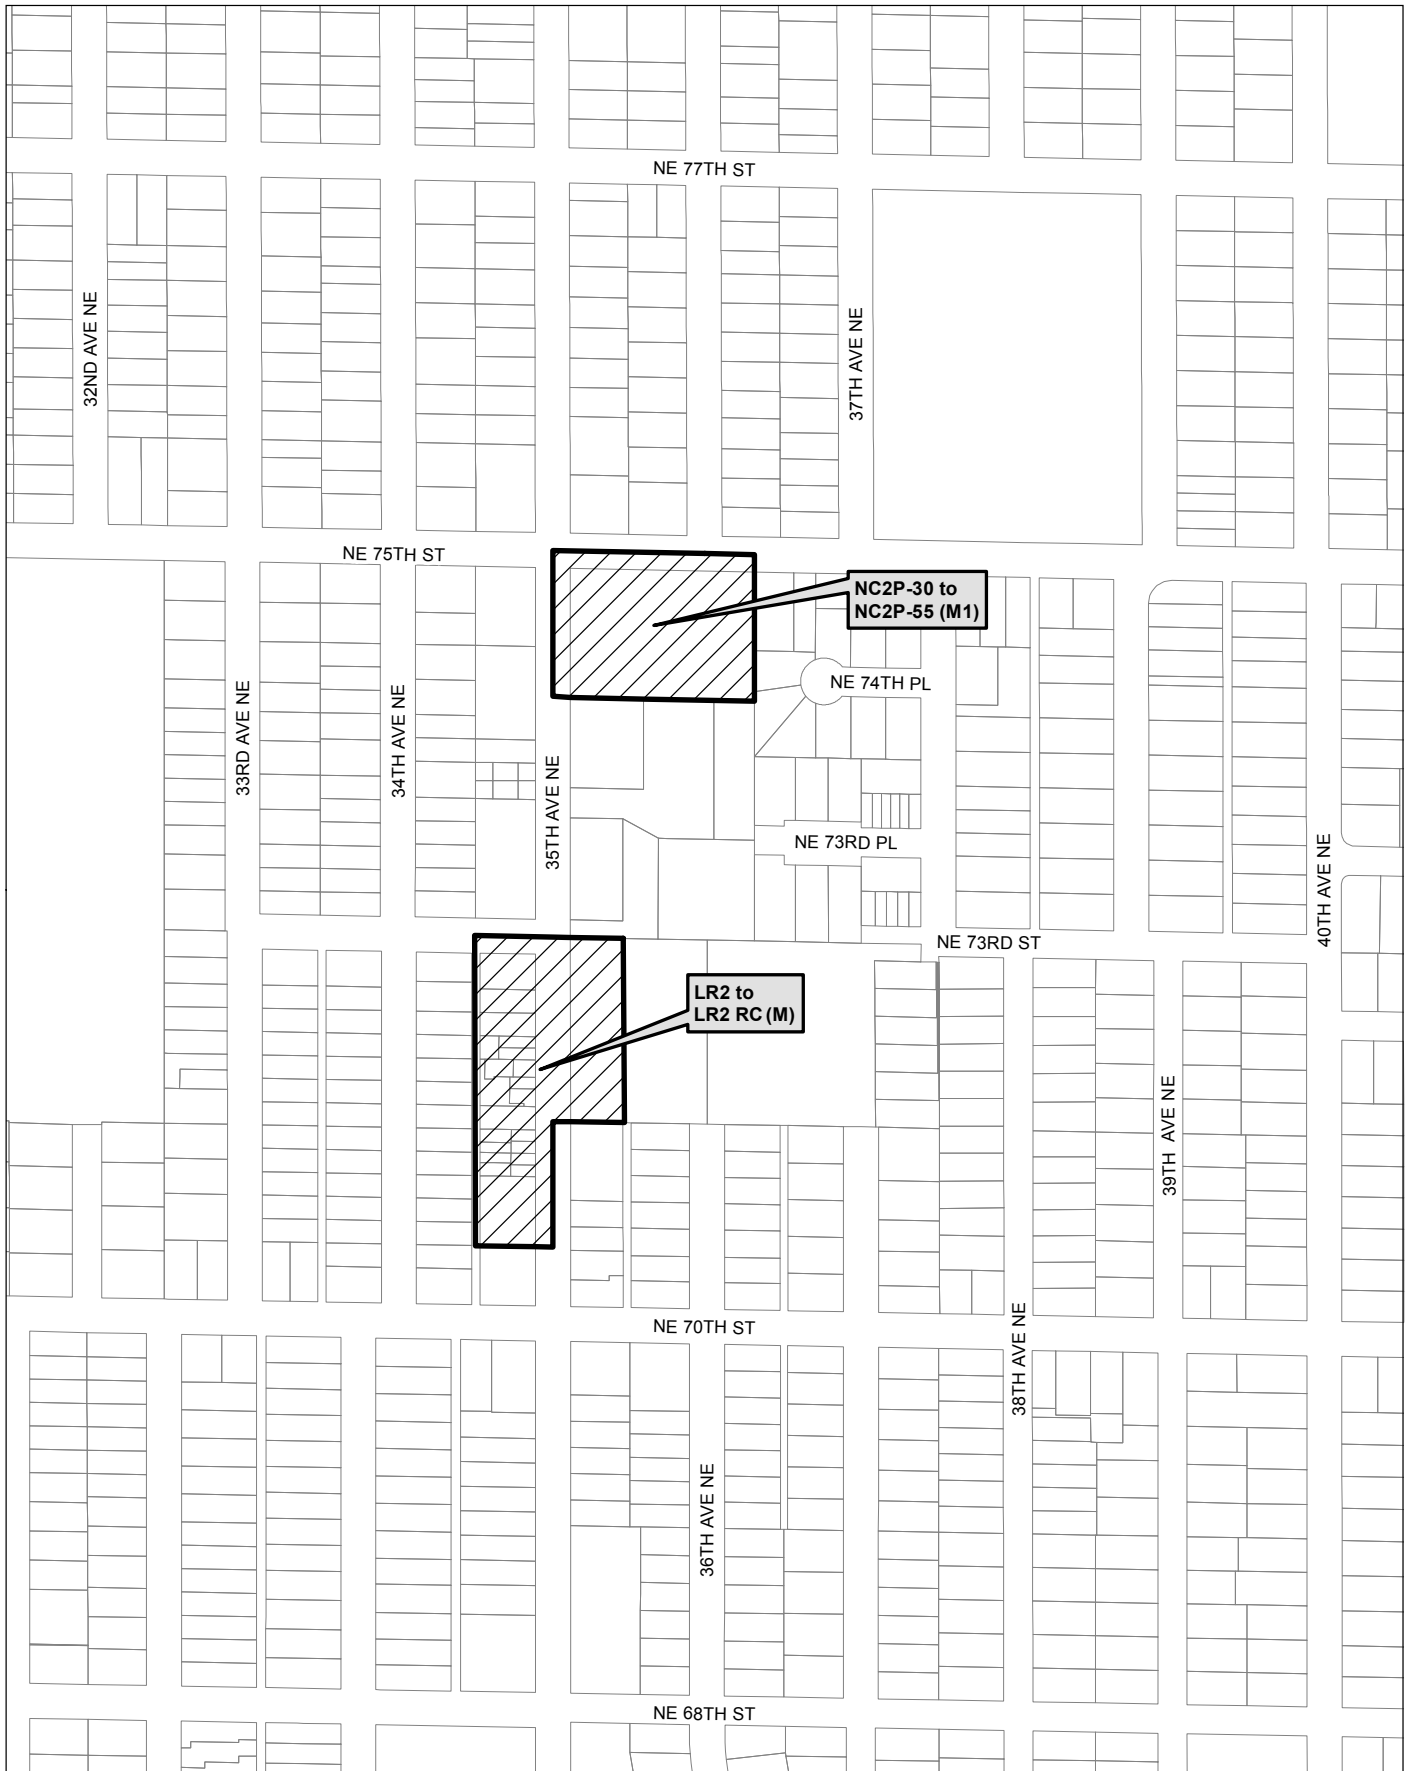 NE 77TH ST
32ND AVE NE
37TH AVE NE
NE 75TH ST
NC2P-30 to
NC2P-55 (M1)
NE 74TH PL
33RD AVE NE
34TH AVE NE
35TH AVE NE
NE 73RD PL
40TH AVE NE
NE 73RD ST
LR2 to
LR2 RC (M)
39TH AVE NE
NE 70TH ST
38TH AVE NE
36TH AVE NE
NE 68TH ST